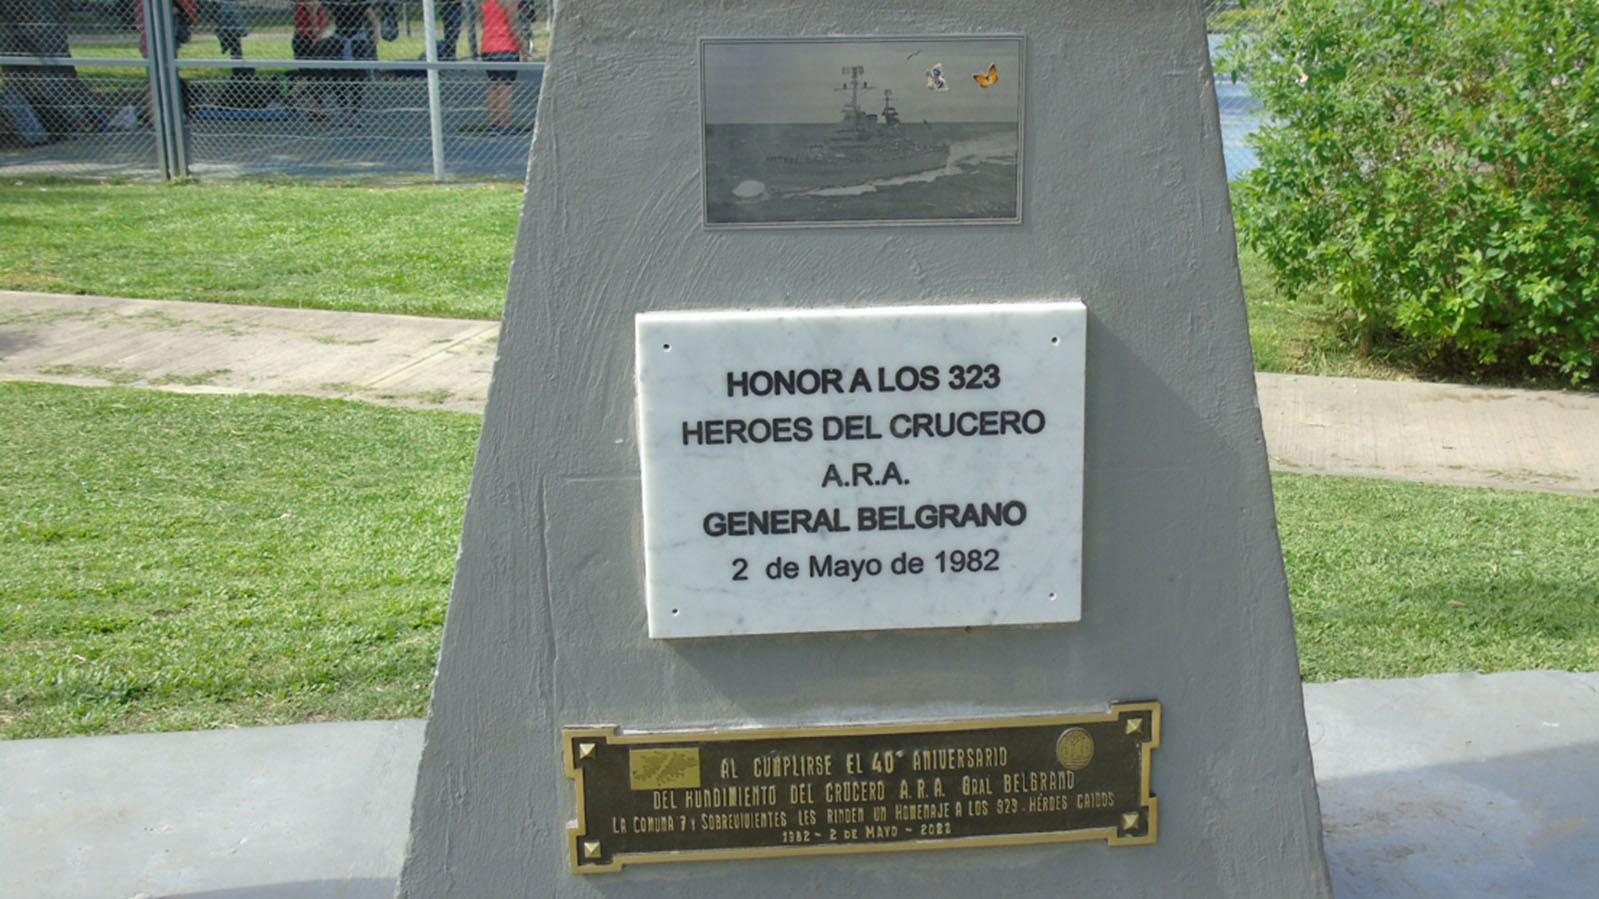 HONOR A LOS 323
HEROES DEL CRUCERO
A.R.A.
GENERAL BELGRANO
2 de Mayo de 1982
AL CUMPLIRSE EL 40° ANIVERSARIO
DEL HUNDIMIENTO DEL CRUCERO A.R.A. Gral BELGRANO
LA COMUNA 7 Y SOBREVIVIENTES LES RINDEN UN HOMENAJE A LOS 323 HÉROES CAIDOS
1982 - 2 DE MAYO - 2022